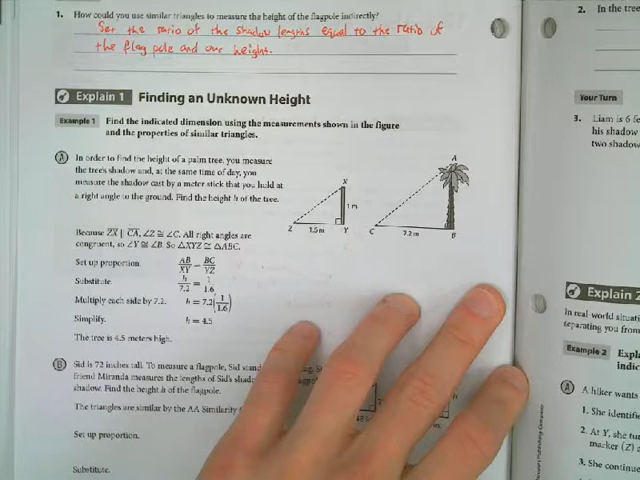 1. How could you use similar triangles to measure the height of the flagpole indirectly?
Set the ratio of the shadow lengths equal to the ratio of
the flag pole and our height.
Explain 1 Finding an Unknown Height
Example 1 Find the indicated dimension using the measurements shown in the figure
and the properties of similar triangles.
A In order to find the height of a palm tree, you measure
the tree's shadow and, at the same time of day, you
measure the shadow cast by a meter stick that you hold at
a right angle to the ground. Find the height h of the tree.
X
1 m
Z 1.6 m Y
A
C 7.2 m B
Because ZX ∥ CA, ∠Z ≅ ∠C. All right angles are
congruent, so ∠Y ≅ ∠B. So △XYZ ≅ △ABC.
Set up proportion. AB/XY = BC/YZ
Substitute. h/7.2 = 1/1.6
Multiply each side by 7.2. h = 7.2(1/1.6)
Simplify. h = 4.5
The tree is 4.5 meters high.
B Sid is 72 inches tall. To measure a flagpole, Sid stand
friend Miranda measures the lengths of Sid's shado
shadow. Find the height h of the flagpole.
The triangles are similar by the AA Similarity
Set up proportion.
Substitute.
2. In the tree
Your Turn
3. Liam is 6 fe
his shadow
two shadow
Explain 2
In real world situati
separating you from
Example 2 Expl
indic
A A hiker wants
1. She identifie
2. At Y, she tu
marker (Z)
3. She continue